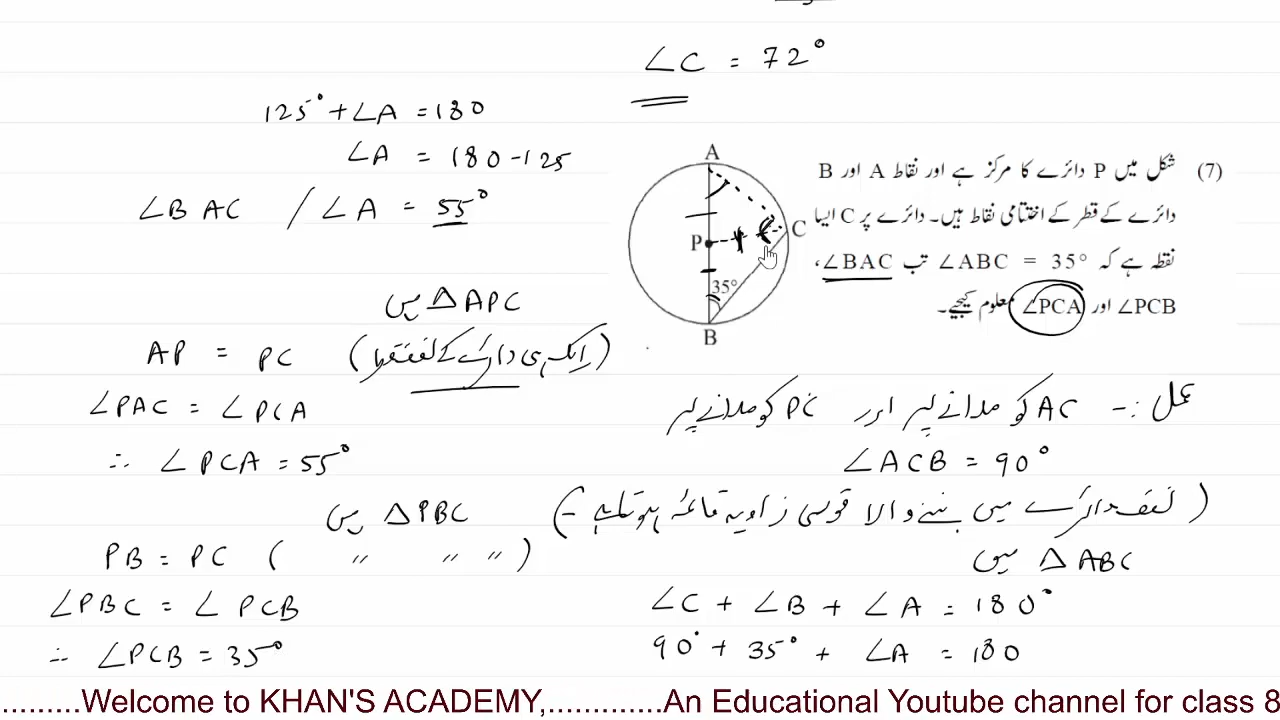 ∠C = 72°
(7) شکل میں P دائرے کا مرکز ہے اور نقاط A اور B
دائرے کے قطر کے اختتامی نقاط ہیں۔ دائرے پر C ایسا
نقطہ ہے کہ ∠ABC = 35° تب ∠BAC،
∠PCB اور ∠PCA معلوم کیجیے۔
A
P
C
35°
B
عمل :- AC کو ملانے پر اور PC کو ملانے پر
∠ACB = 90°
(نصف دائرے میں بننے والا قوسی زاویہ قائمہ ہوتا ہے -)
ΔABC میں
∠C + ∠B + ∠A = 180°
90° + 35° + ∠A = 180
125° + ∠A = 180
∠A = 180 - 125
∠BAC / ∠A = 55°
ΔAPC میں
AP = PC (ایک ہی دائرے کے نصف قطر)
∠PAC = ∠PCA
∴ ∠PCA = 55°
ΔPBC میں
PB = PC ( " " " )
∠PBC = ∠PCB
∴ ∠PCB = 35°
.........Welcome to KHAN'S ACADEMY,.............An Educational Youtube channel for class 8